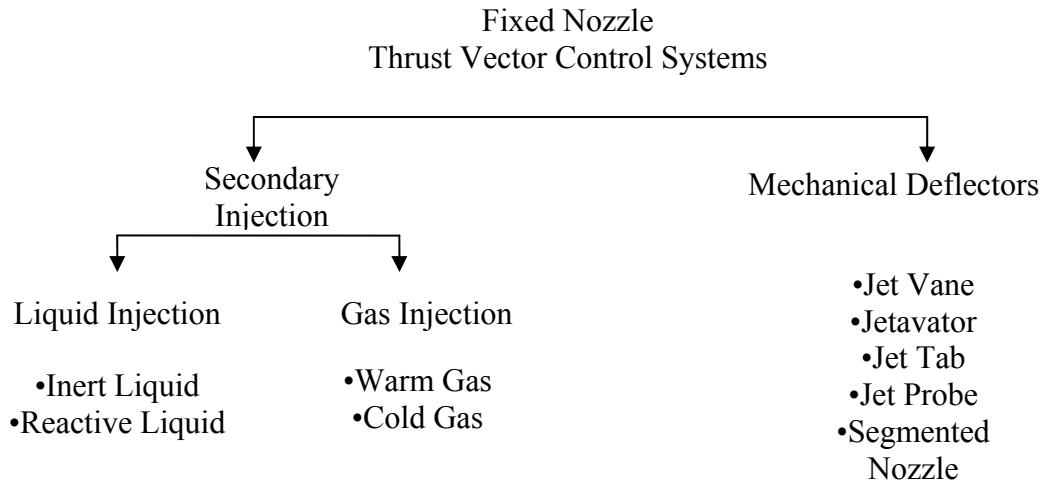 Fixed Nozzle
Thrust Vector Control Systems
Secondary
Injection
Mechanical Deflectors
Liquid Injection
Gas Injection
•Inert Liquid
•Reactive Liquid
•Warm Gas
•Cold Gas
•Jet Vane
•Jetavator
•Jet Tab
•Jet Probe
•Segmented
Nozzle